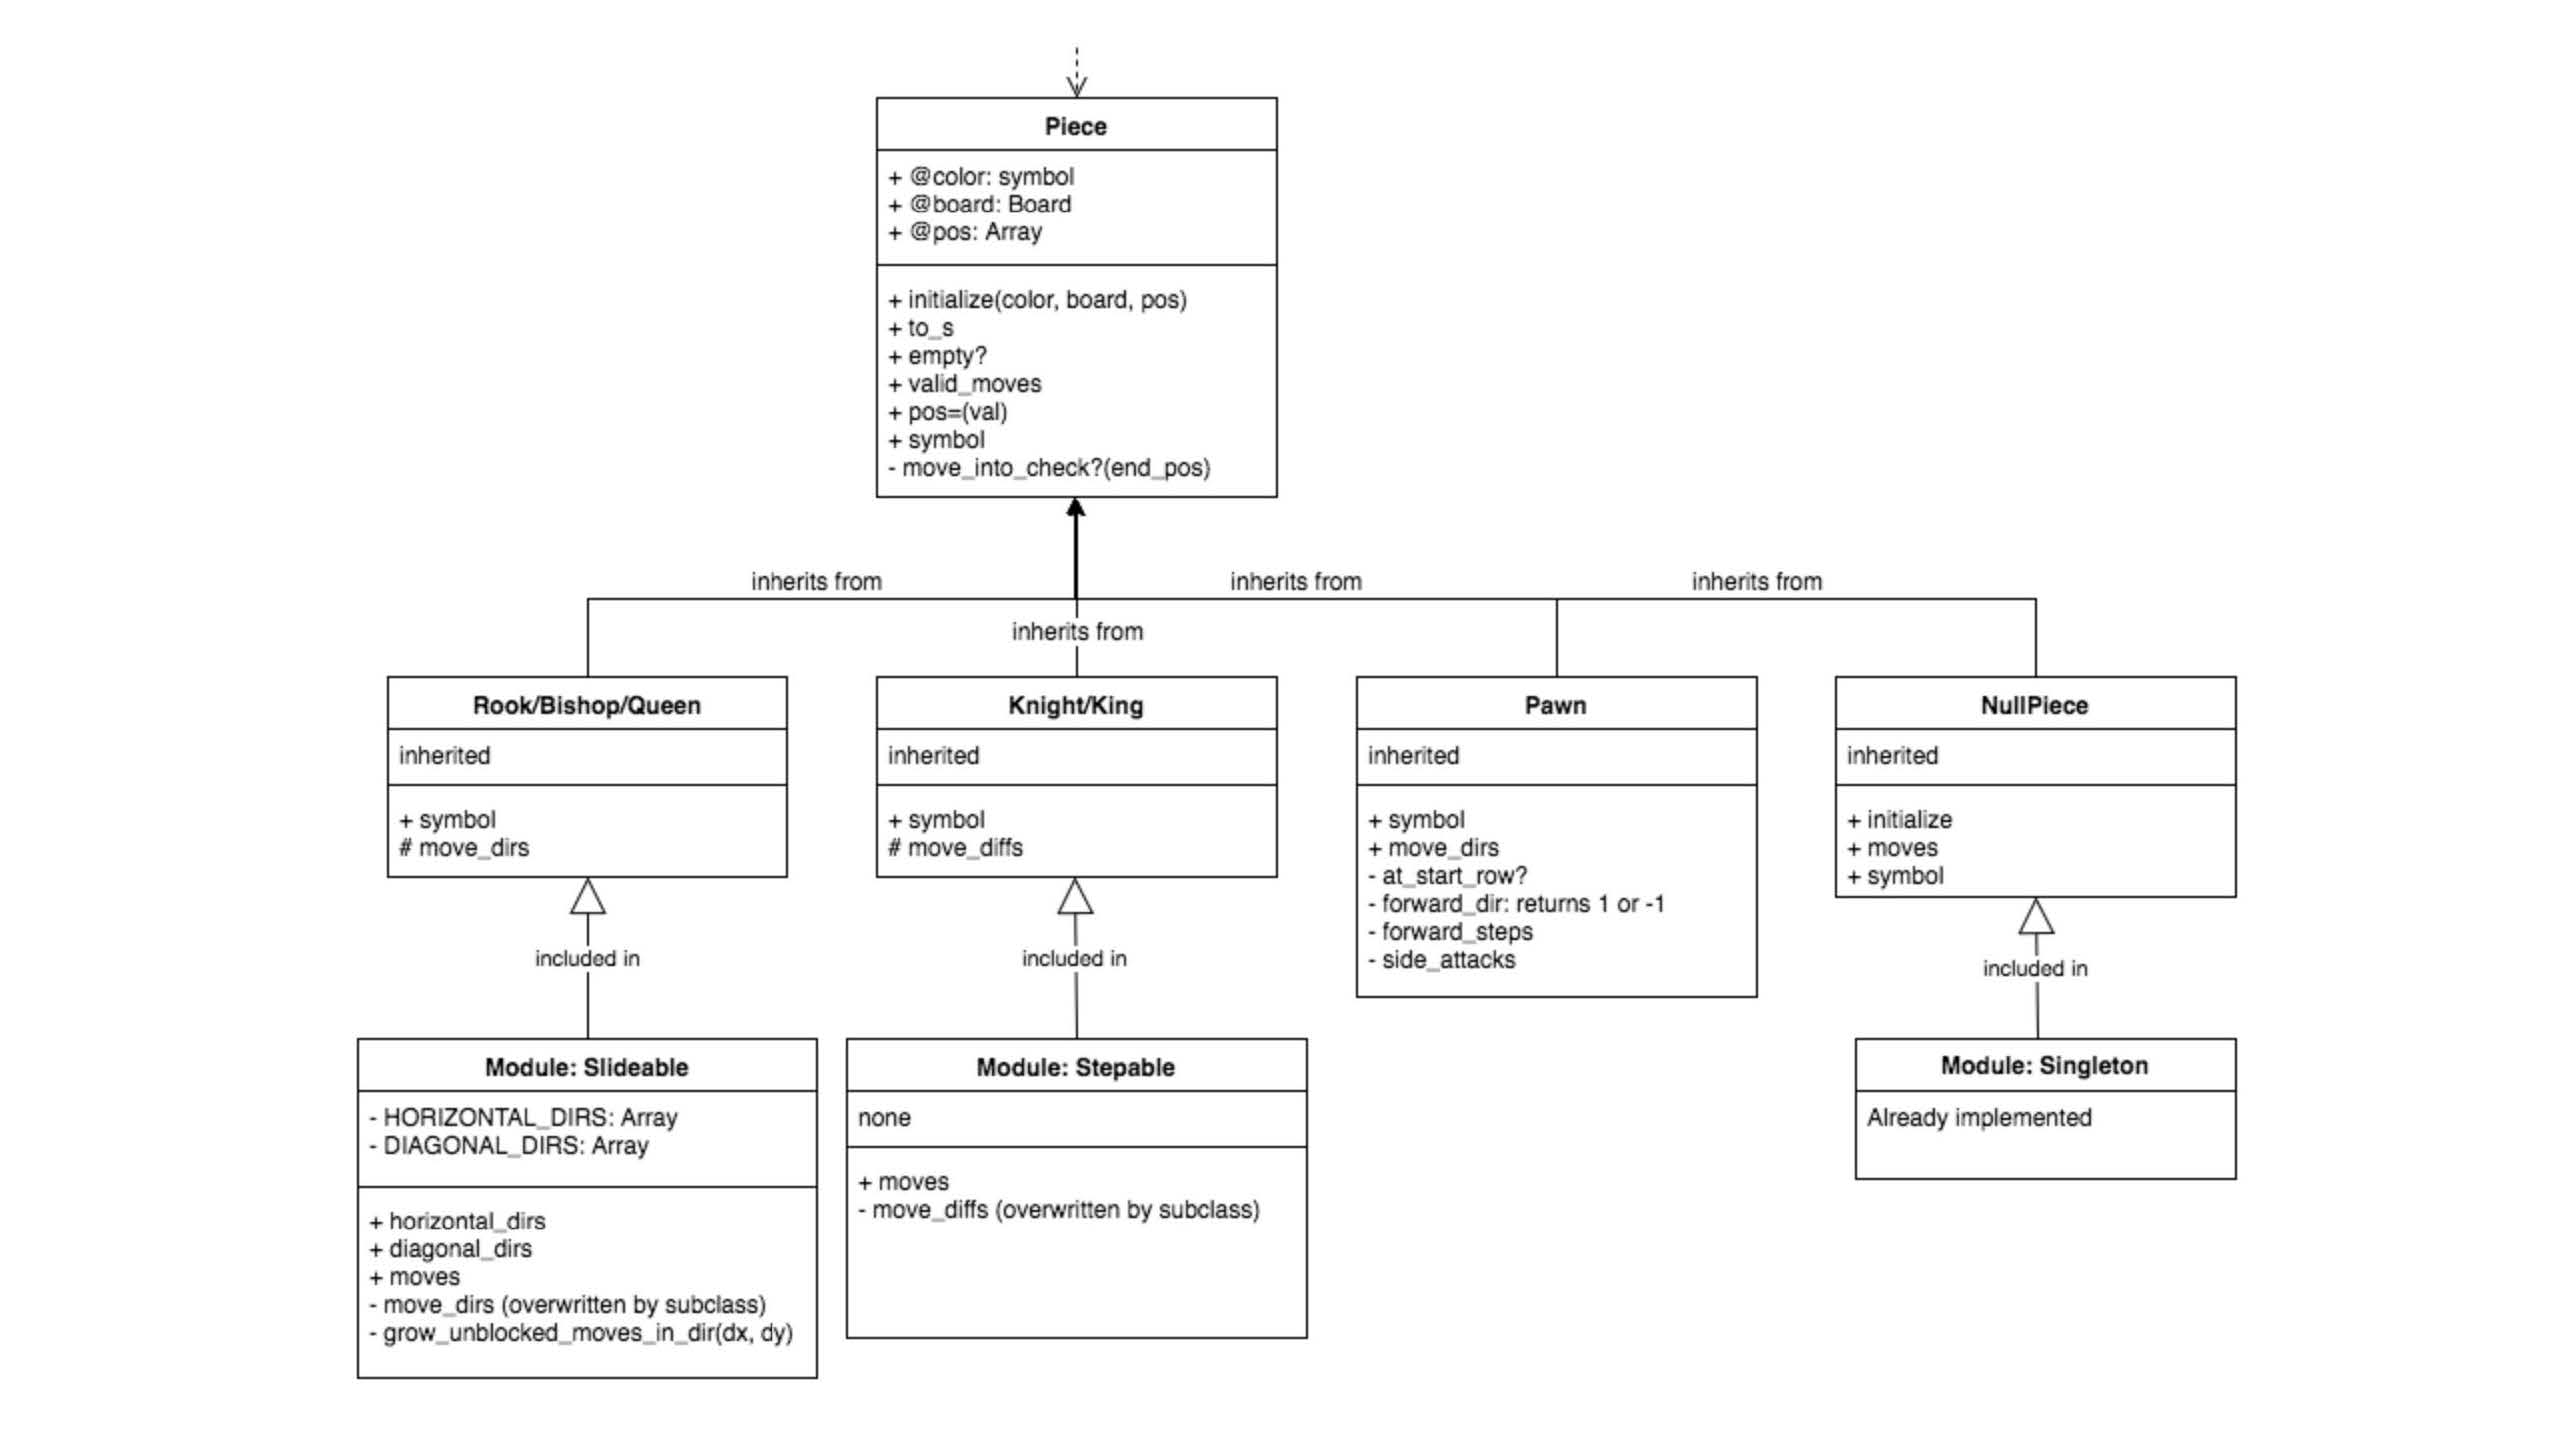 Piece
+ @color: symbol
+ @board: Board
+ @pos: Array
+ initialize(color, board, pos)
+ to_s
+ empty?
+ valid_moves
+ pos=(val)
+ symbol
- move_into_check?(end_pos)
inherits from
inherits from
inherits from
inherits from
Rook/Bishop/Queen
inherited
+ symbol
# move_dirs
Knight/King
inherited
+ symbol
# move_diffs
Pawn
inherited
+ symbol
+ move_dirs
- at_start_row?
- forward_dir: returns 1 or -1
- forward_steps
- side_attacks
NullPiece
inherited
+ initialize
+ moves
+ symbol
included in
included in
included in
Module: Slideable
- HORIZONTAL_DIRS: Array
- DIAGONAL_DIRS: Array
+ horizontal_dirs
+ diagonal_dirs
+ moves
- move_dirs (overwritten by subclass)
- grow_unblocked_moves_in_dir(dx, dy)
Module: Stepable
none
+ moves
- move_diffs (overwritten by subclass)
Module: Singleton
Already implemented